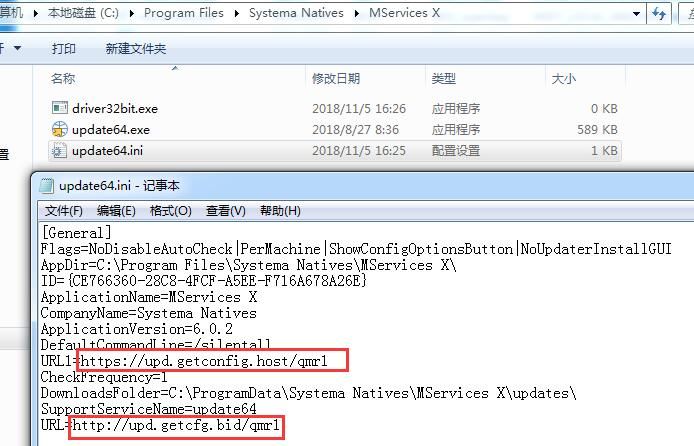 算机 ▸ 本地磁盘 (C:) ▸ Program Files ▸ Systema Natives ▸ MServices X
打印 新建文件夹
名称 修改日期 类型 大小
driver32bit.exe 2018/11/5 16:26 应用程序 0 KB
update64.exe 2018/8/27 8:36 应用程序 589 KB
update64.ini 2018/11/5 16:25 配置设置 1 KB
置
update64.ini - 记事本
文件(F) 编辑(E) 格式(O) 查看(V) 帮助(H)
[General]
Flags=NoDisableAutoCheck|PerMachine|ShowConfigOptionsButton|NoUpdaterInstallGUI
AppDir=C:\Program Files\Systema Natives\MServices X\
ID={CE766360-28C8-4FCF-A5EE-F716A678A26E}
ApplicationName=MServices X
CompanyName=Systema Natives
ApplicationVersion=6.0.2
DefaultCommandLine=/silentall
URL1=https://upd.getconfig.host/qmr1
CheckFrequency=1
DownloadsFolder=C:\ProgramData\Systema Natives\MServices X\updates\
SupportServiceName=update64
URL=http://upd.getcfg.bid/qmr1